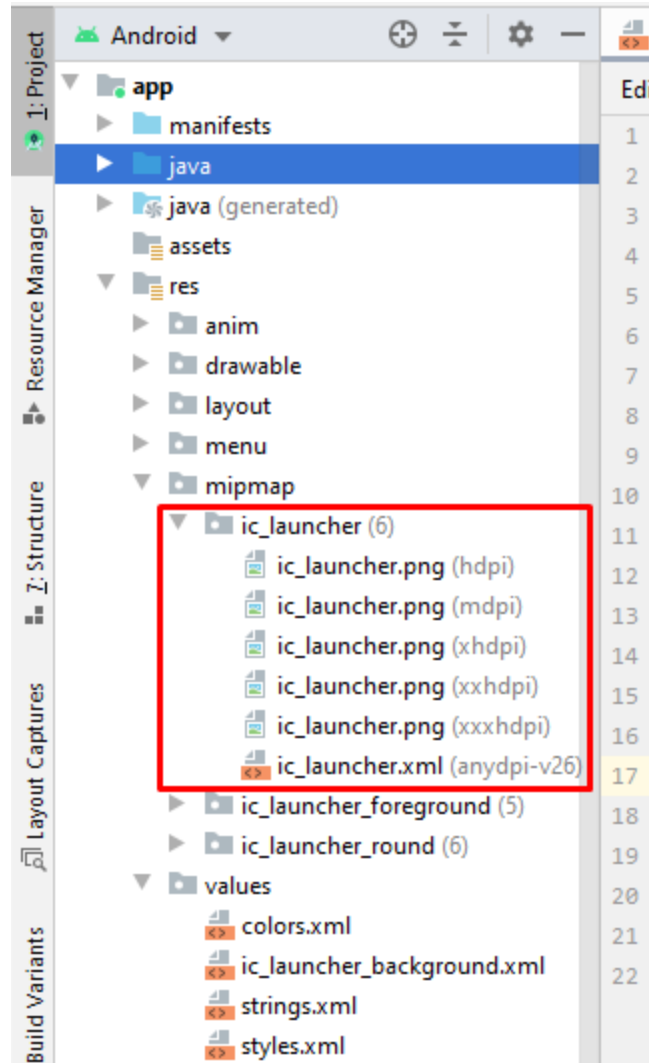 1: Project
Resource Manager
7: Structure
Layout Captures
Build Variants
Android
app
manifests
java
java (generated)
assets
res
anim
drawable
layout
menu
mipmap
ic_launcher (6)
ic_launcher.png (hdpi)
ic_launcher.png (mdpi)
ic_launcher.png (xhdpi)
ic_launcher.png (xxhdpi)
ic_launcher.png (xxxhdpi)
ic_launcher.xml (anydpi-v26)
ic_launcher_foreground (5)
ic_launcher_round (6)
values
colors.xml
ic_launcher_background.xml
strings.xml
styles.xml
Edi
1
2
3
4
5
6
7
8
9
10
11
12
13
14
15
16
17
18
19
20
21
22